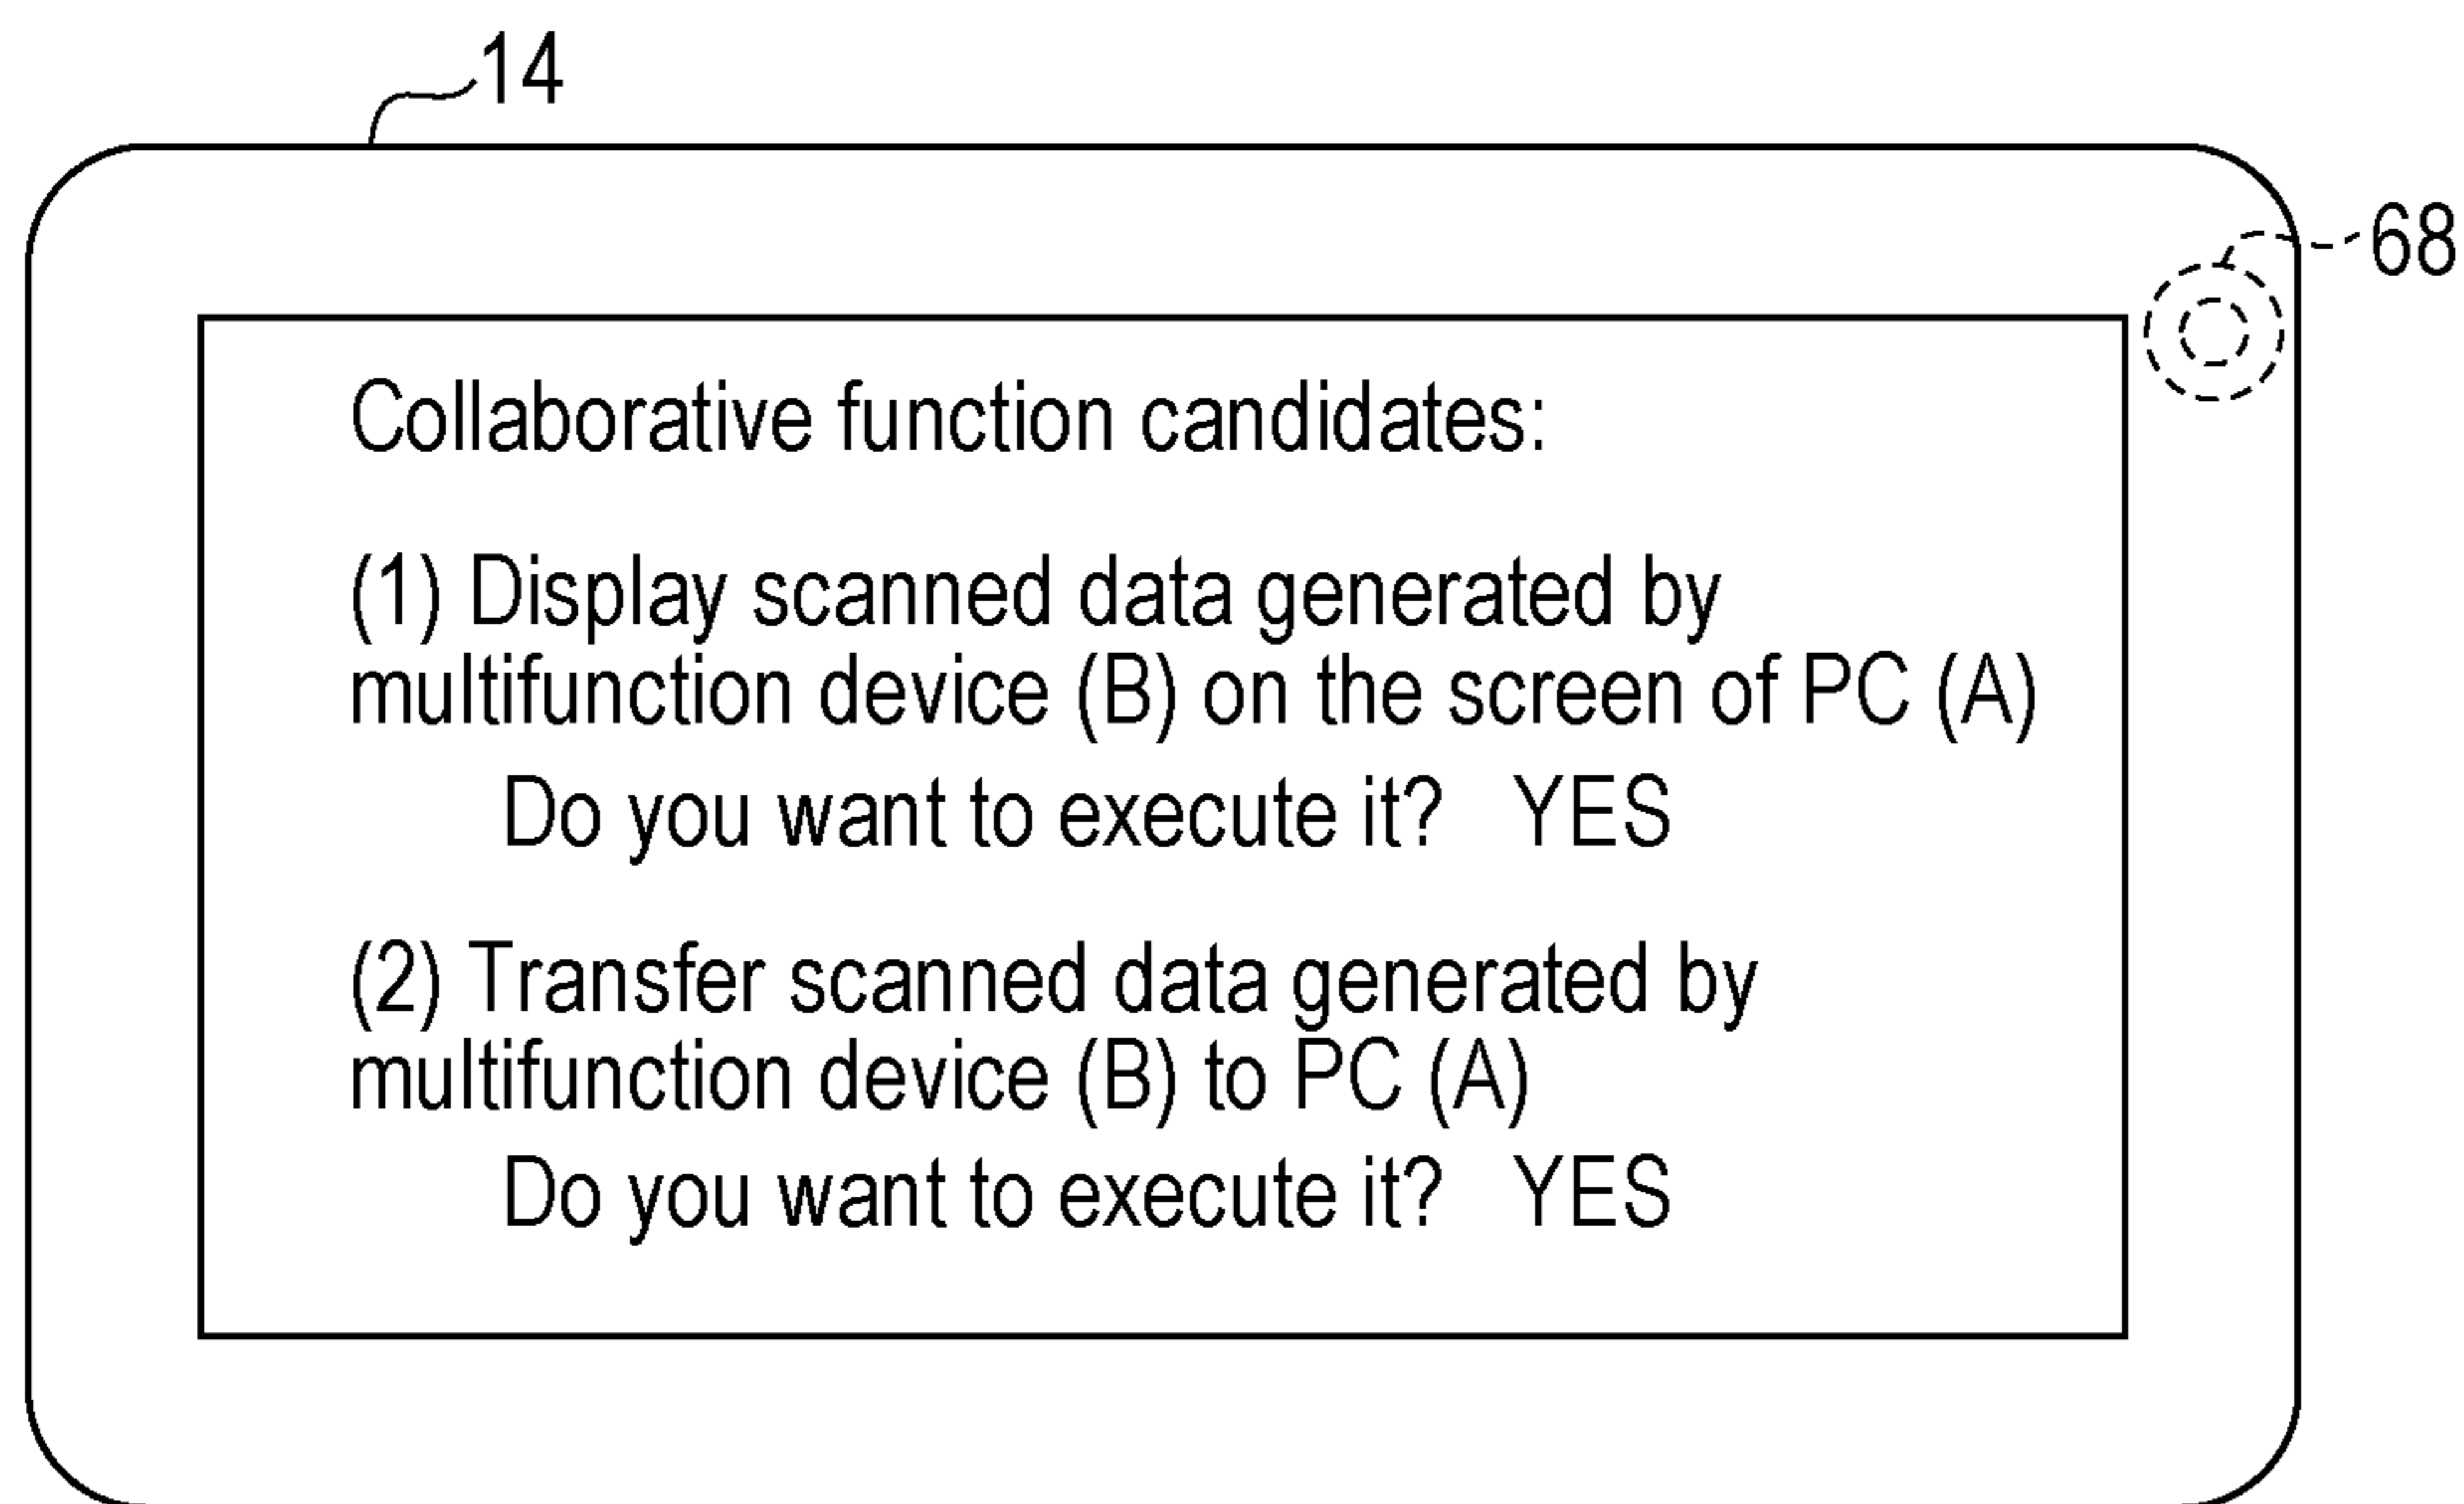 14
68
Collaborative function candidates:
(1) Display scanned data generated by
multifunction device (B) on the screen of PC (A)
Do you want to execute it? YES
(2) Transfer scanned data generated by
multifunction device (B) to PC (A)
Do you want to execute it? YES